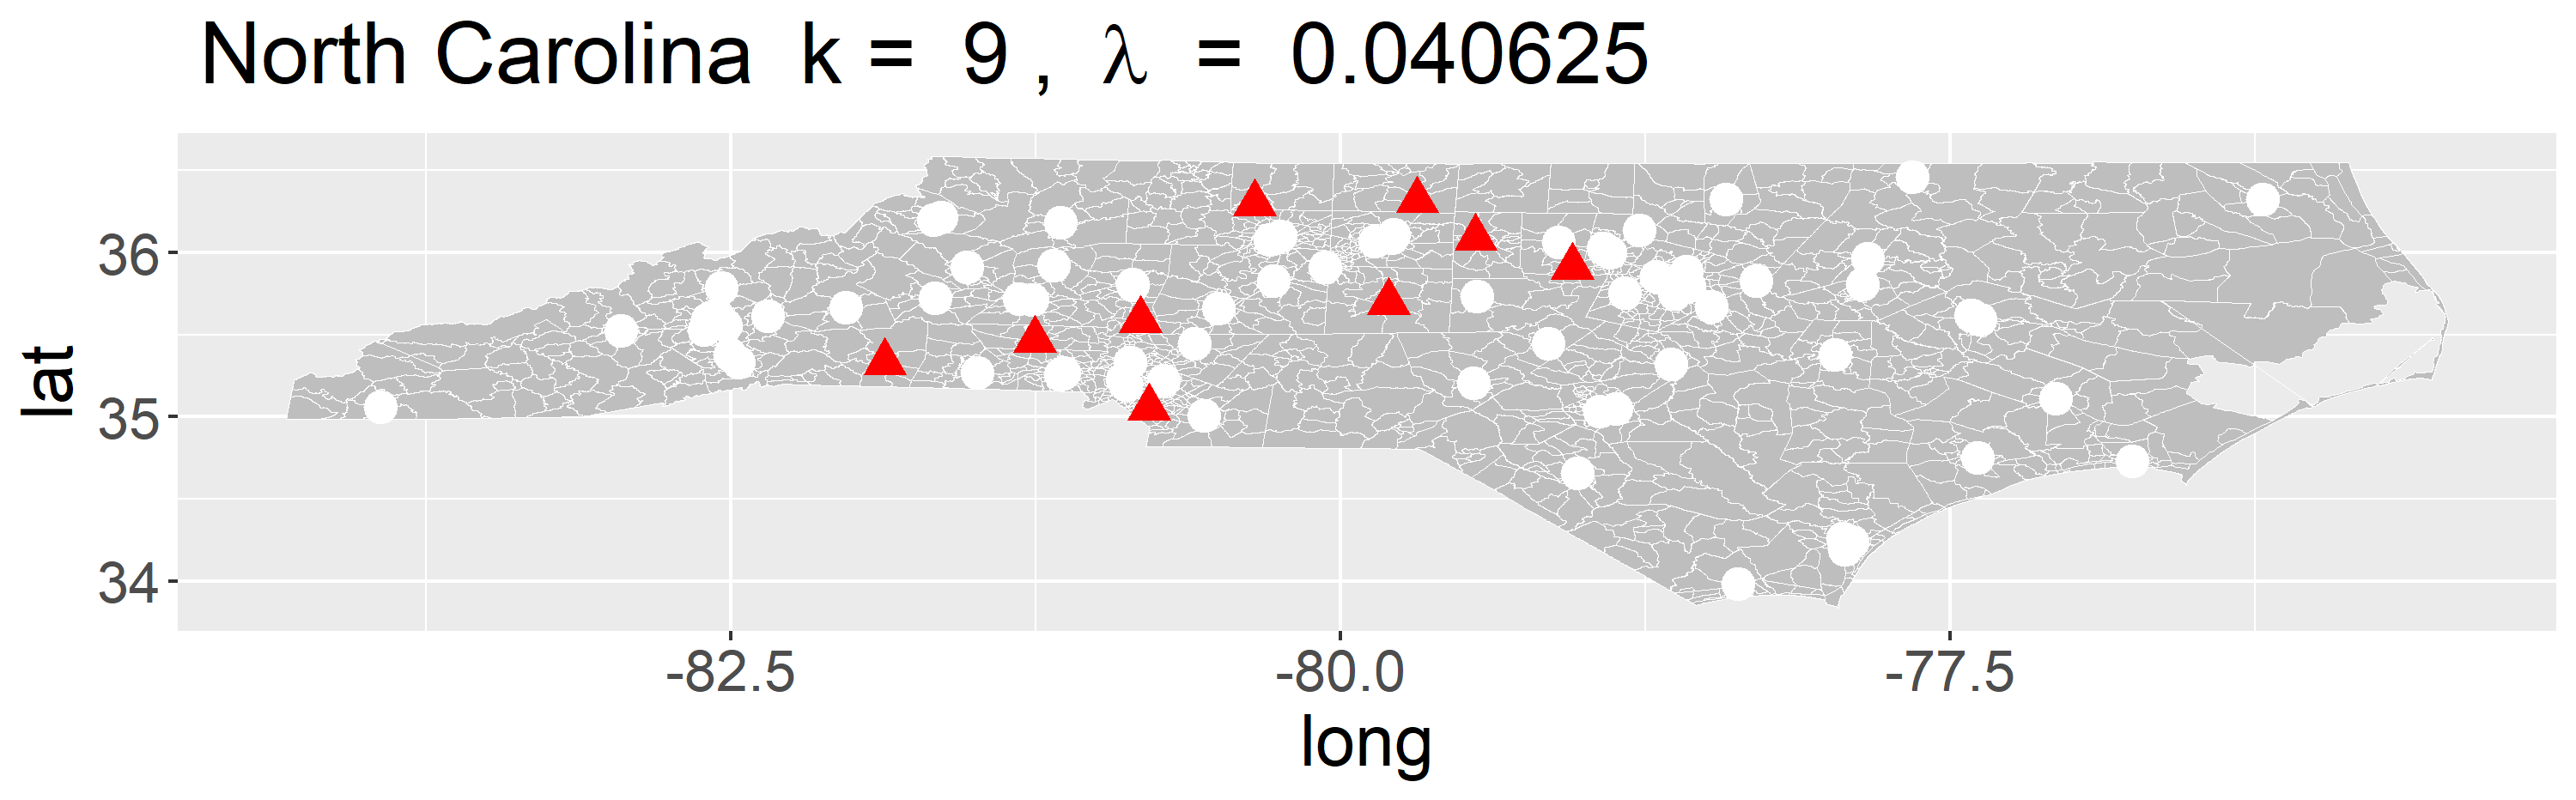 North Carolina k = 9 , λ = 0.040625
lat
36
35
34
-82.5 -80.0 -77.5
long